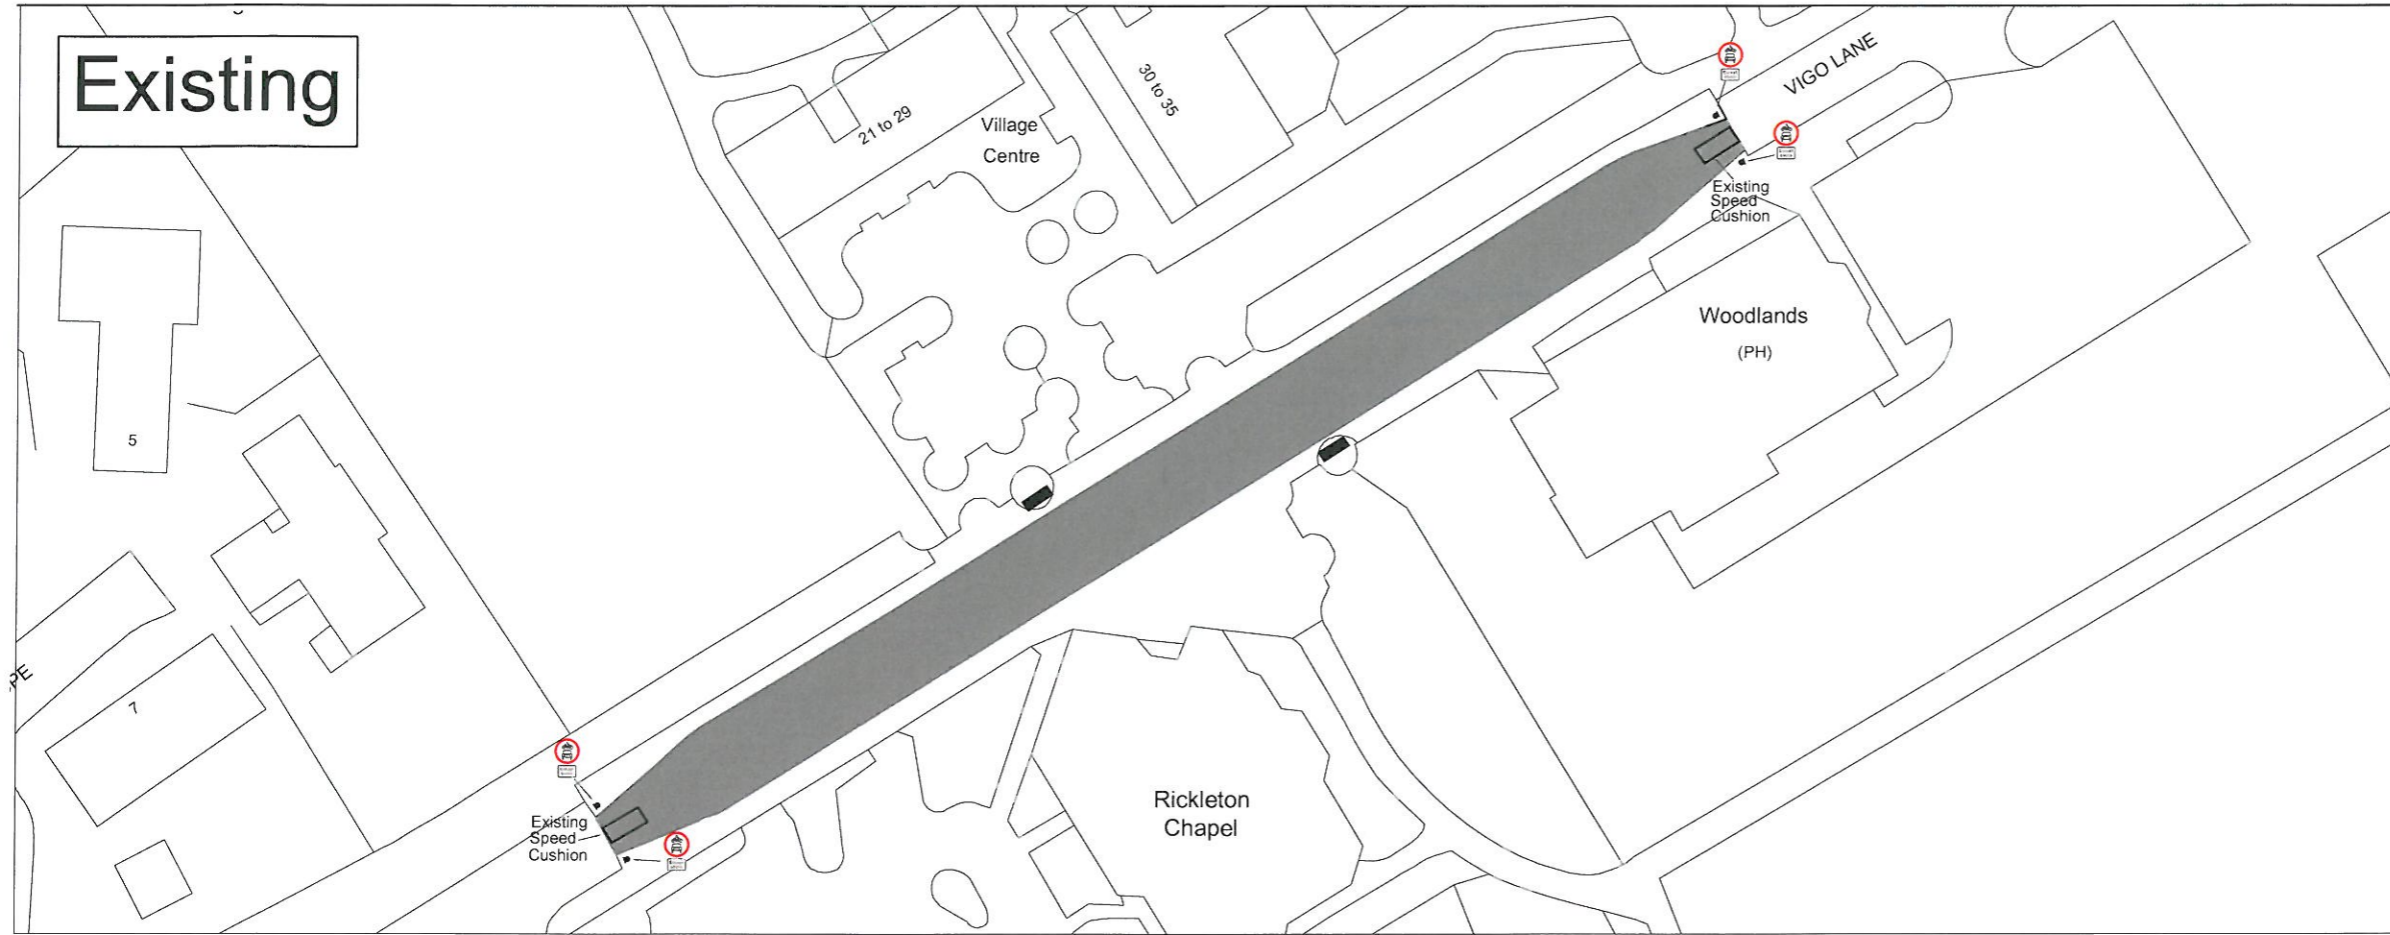 Existing
VIGO LANE
30 to 35
21 to 29
Village
Centre
Existing
Speed
Cushion
Woodlands
(PH)
5
7
Existing
Speed
Cushion
Rickleton
Chapel